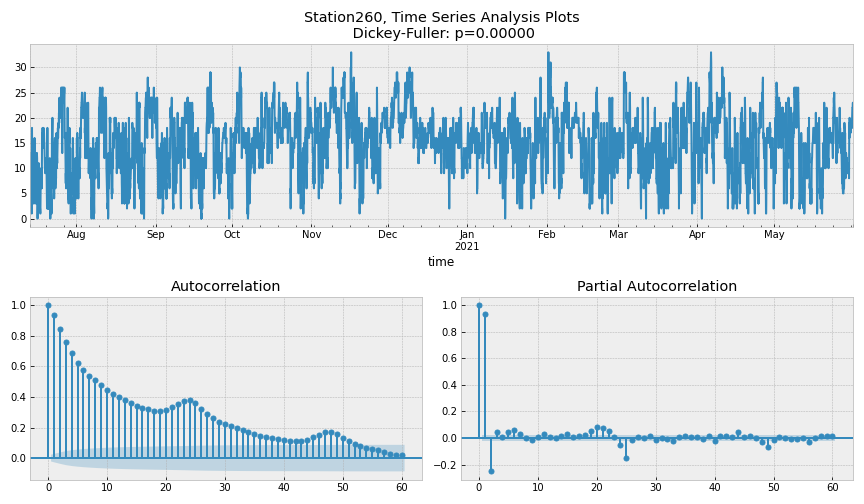 Station260, Time Series Analysis Plots
Dickey-Fuller: p=0.00000
30
25
20
15
10
5
0
Aug Sep Oct Nov Dec Jan Feb Mar Apr May
2021
time
Autocorrelation
1.0
0.8
0.6
0.4
0.2
0.0
0 10 20 30 40 50 60
Partial Autocorrelation
1.0
0.8
0.6
0.4
0.2
0.0
−0.2
0 10 20 30 40 50 60